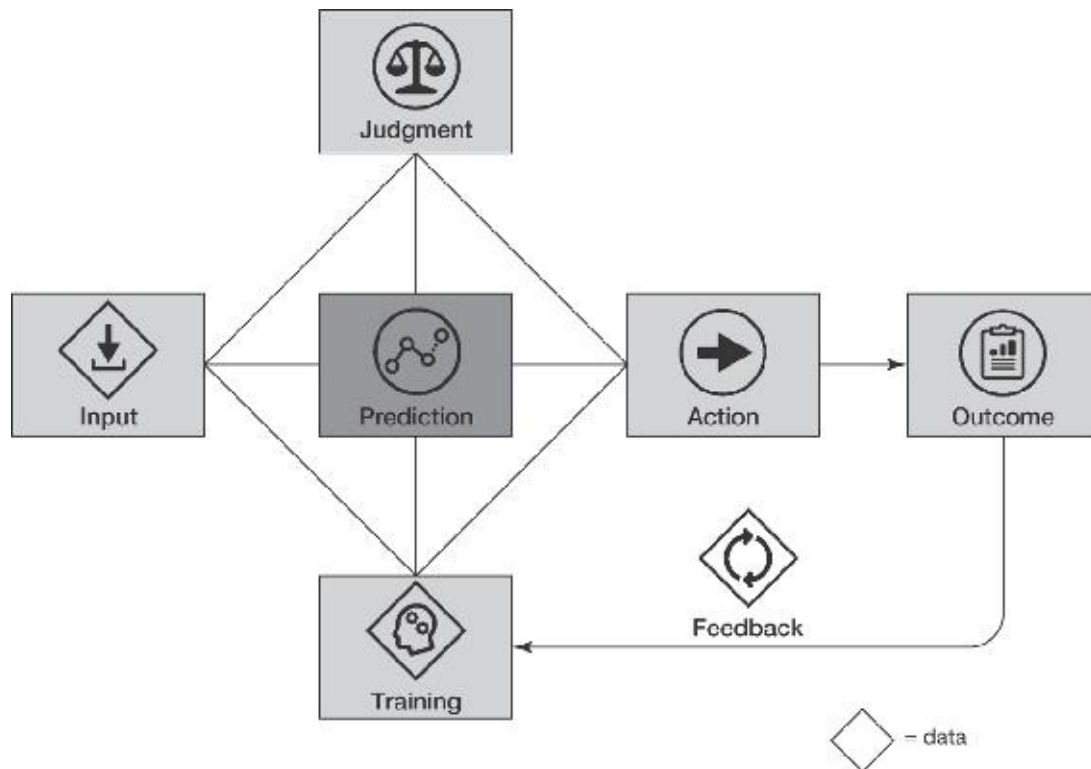 Judgment
Input
Prediction
Action
Outcome
Feedback
Training
= data